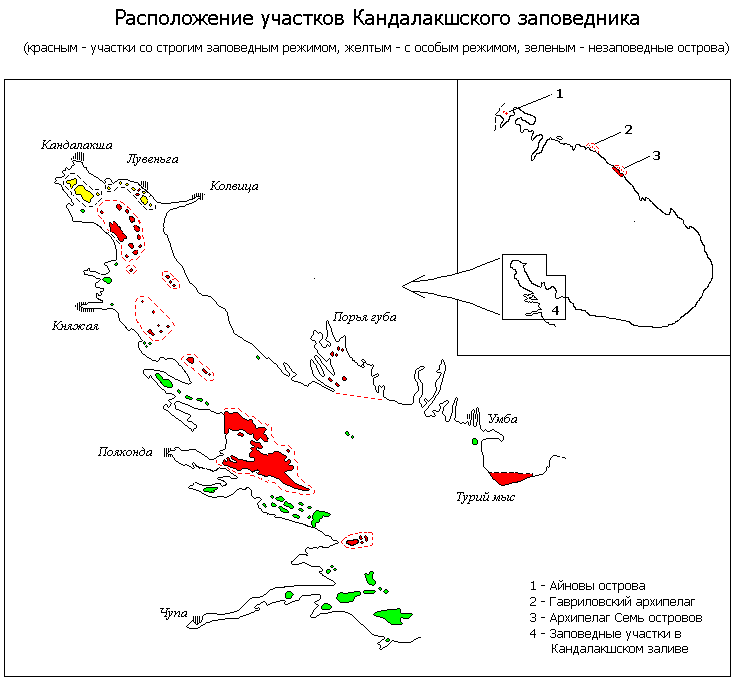 Расположение участков Кандалакшского заповедника
(красным - участки со строгим заповедным режимом, желтым - с особым режимом, зеленым - незаповедные острова)
1
2
3
4
Кандалакша
Лувеньга
Колвица
Княжая
Порья губа
Умба
Пояконда
Турий мыс
Чупа
1 - Айновы острова
2 - Гавриловский архипелаг
3 - Архипелаг Семь островов
4 - Заповедные участки в
Кандалакшском заливе